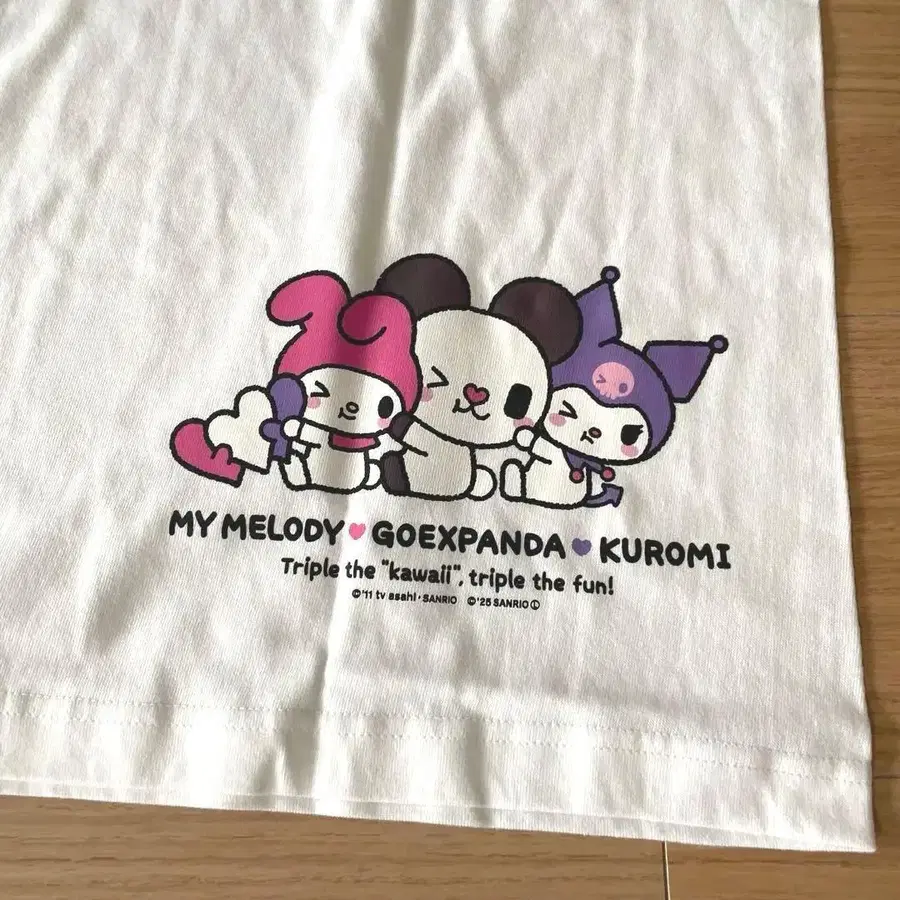 MY MELODY♥GOEXPANDA♥KUROMI
Triple the "kawaii", triple the fun!
©'11 tv asahi・SANRIO ©'25 SANRIO Ⓛ